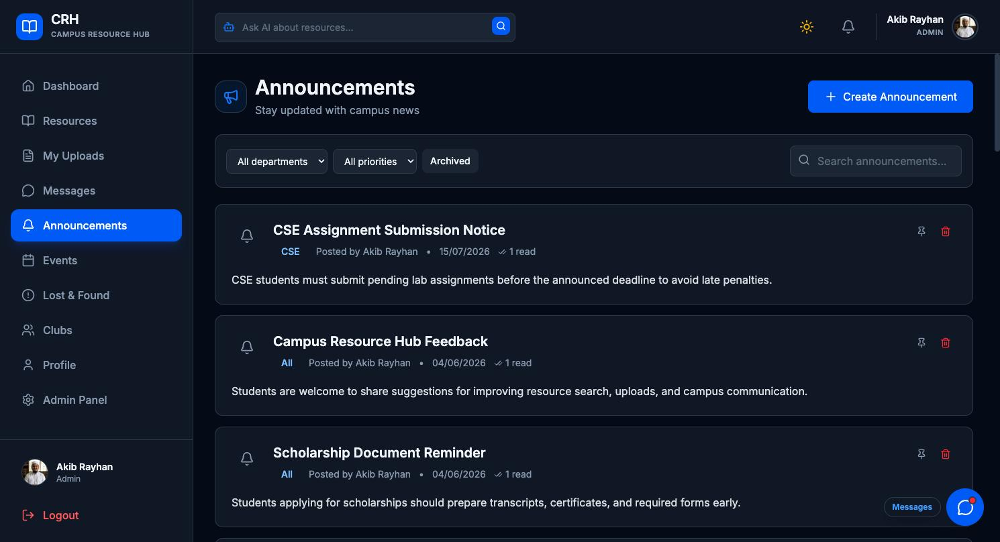 CRH
CAMPUS RESOURCE HUB
Ask AI about resources...
Akib Rayhan
ADMIN
Dashboard
Resources
My Uploads
Messages
Announcements
Events
Lost & Found
Clubs
Profile
Admin Panel
Akib Rayhan
Admin
Logout
Announcements
Stay updated with campus news
Create Announcement
All departments
All priorities
Archived
Search announcements...
CSE Assignment Submission Notice
CSE Posted by Akib Rayhan • 15/07/2026 1 read
CSE students must submit pending lab assignments before the announced deadline to avoid late penalties.
Campus Resource Hub Feedback
All Posted by Akib Rayhan • 04/06/2026 1 read
Students are welcome to share suggestions for improving resource search, uploads, and campus communication.
Scholarship Document Reminder
All Posted by Akib Rayhan • 04/06/2026 1 read
Students applying for scholarships should prepare transcripts, certificates, and required forms early.
Messages